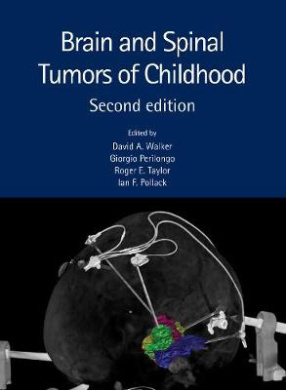 Brain and Spinal
Tumors of Childhood
Second edition
Edited by
David A. Walker
Giorgio Perilongo
Roger E. Taylor
Ian F. Pollack